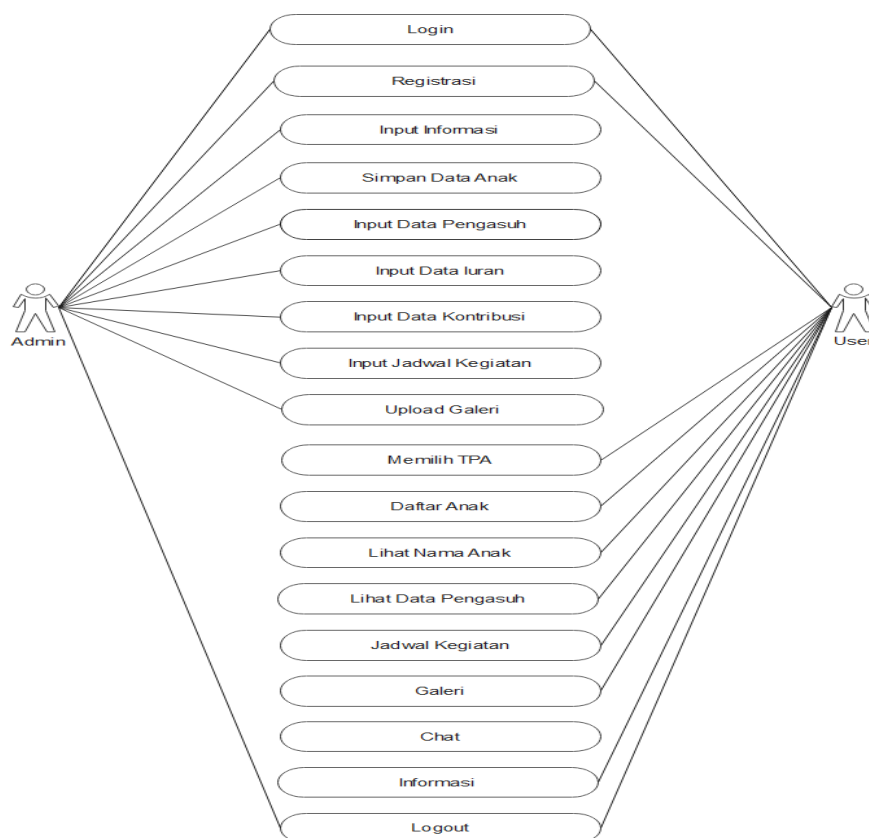 Login
Registrasi
Input Informasi
Simpan Data Anak
Input Data Pengasuh
Input Data Iuran
Admin
User
Input Data Kontribusi
Input Jadwal Kegiatan
Upload Galeri
Memilih TPA
Daftar Anak
Lihat Nama Anak
Lihat Data Pengasuh
Jadwal Kegiatan
Galeri
Chat
Informasi
Logout